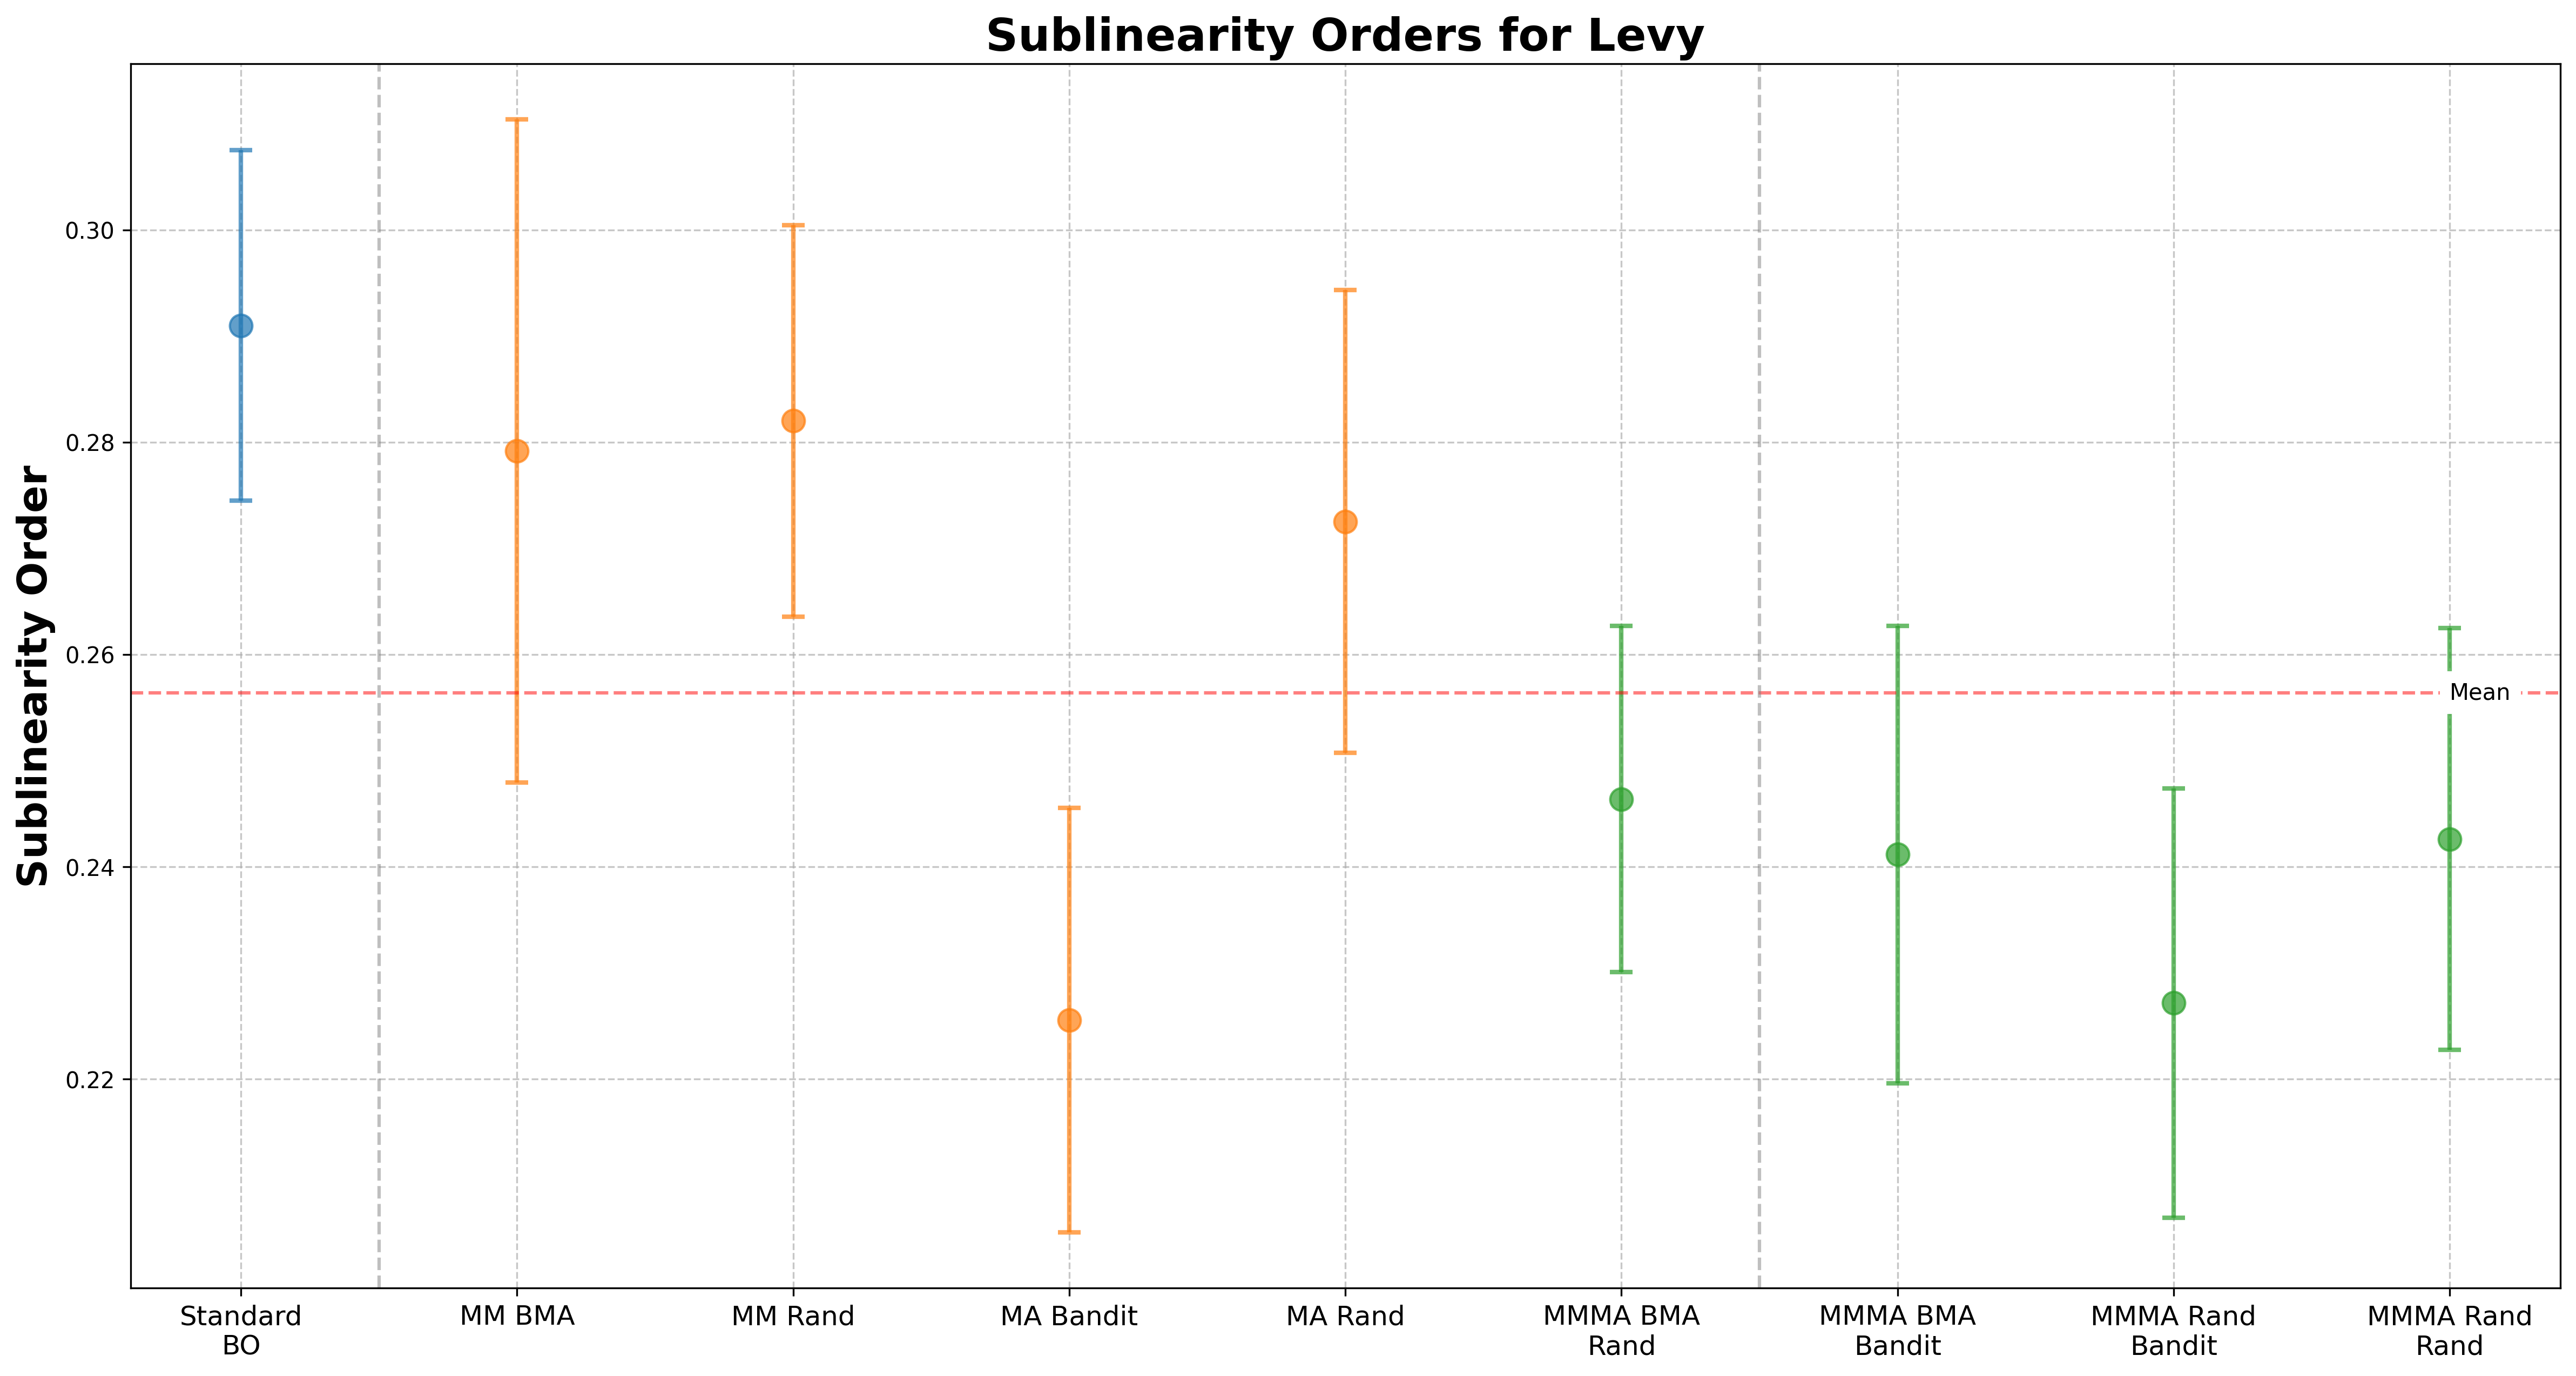 Sublinearity Orders for Levy
Sublinearity Order
0.30
0.28
0.26
0.24
0.22
Mean
Standard
BO
MM BMA
MM Rand
MA Bandit
MA Rand
MMMA BMA
Rand
MMMA BMA
Bandit
MMMA Rand
Bandit
MMMA Rand
Rand